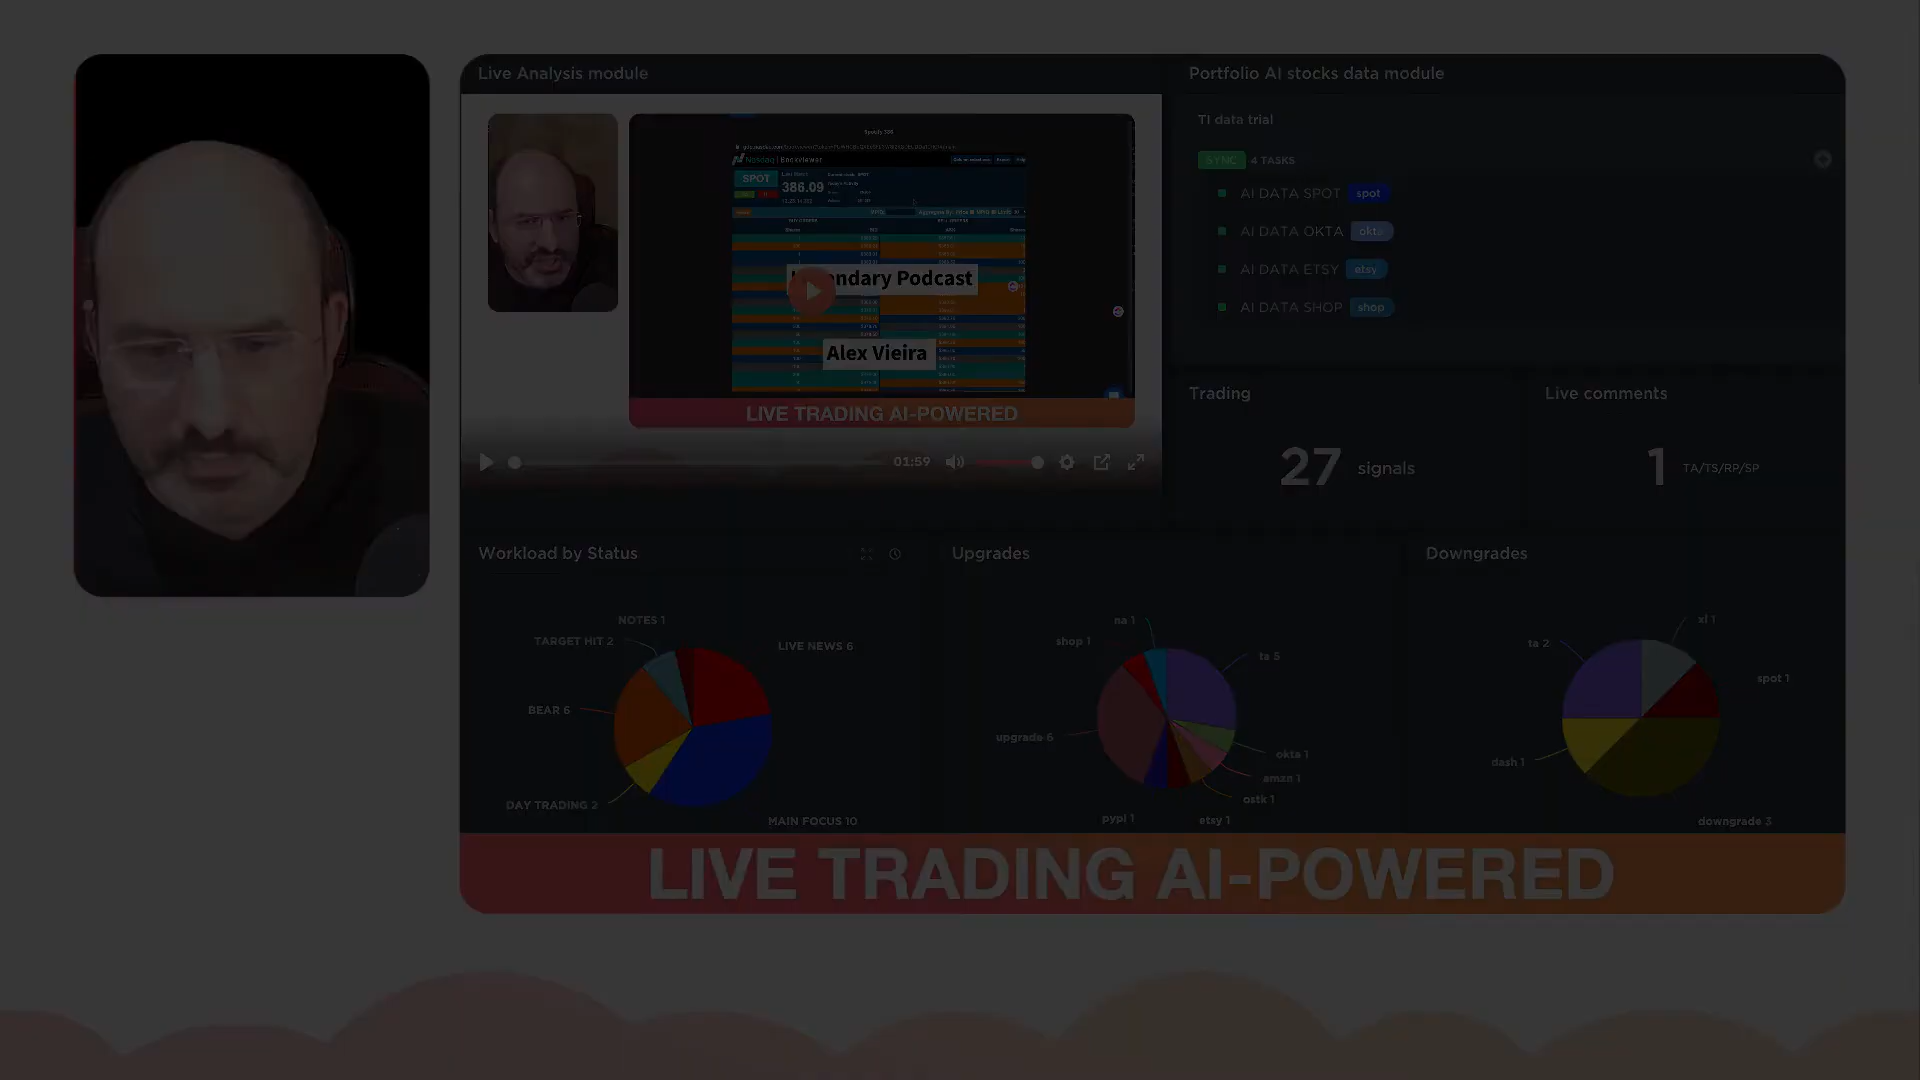 Live Analysis module
Portfolio AI stocks data module
TI data trial
SYNC 4 TASKS
AI DATA SPOT spot
AI DATA OKTA okta
AI DATA ETSY etsy
AI DATA SHOP shop
SPOT
386.09
endary Podcast
Alex Vieira
LIVE TRADING AI-POWERED
01:59
Trading
27 signals
Live comments
1 TA/TS/RP/SP
Workload by Status
NOTES 1
TARGET HIT 2
LIVE NEWS 6
BEAR 6
DAY TRADING 2
MAIN FOCUS 10
Upgrades
na 1
shop 1
ta 5
upgrade 6
okta 1
amzn 1
ostk 1
pypl 1
etsy 1
Downgrades
xl 1
ta 2
spot 1
dash 1
downgrade 3
LIVE TRADING AI-POWERED